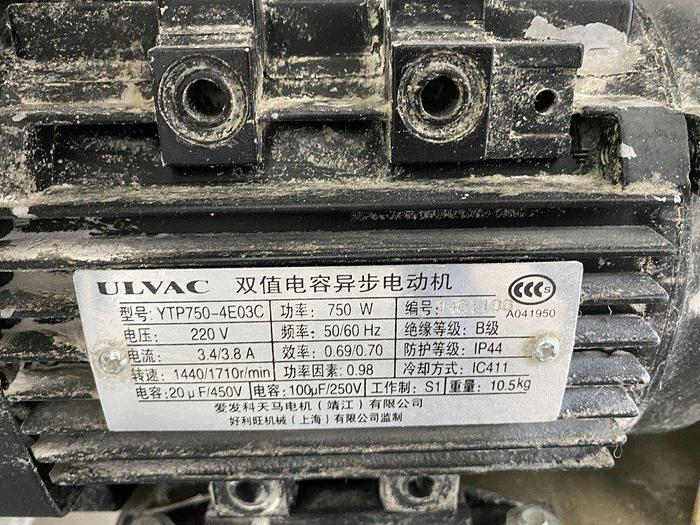 ULVAC 双值电容异步电动机 CCC S
型号: YTP750-4E03C 功率: 750 W 编号: A041950
电压: 220 V 频率: 50/60 Hz 绝缘等级: B级
电流: 3.4/3.8 A 效率: 0.69/0.70 防护等级: IP44
转速: 1440/1710r/min 功率因素: 0.98 冷却方式: IC411
电容: 20μF/450V 电容: 100μF/250V 工作制: S1 重量: 10.5kg
爱发科天马电机(靖江)有限公司
好利旺机械(上海)有限公司监制